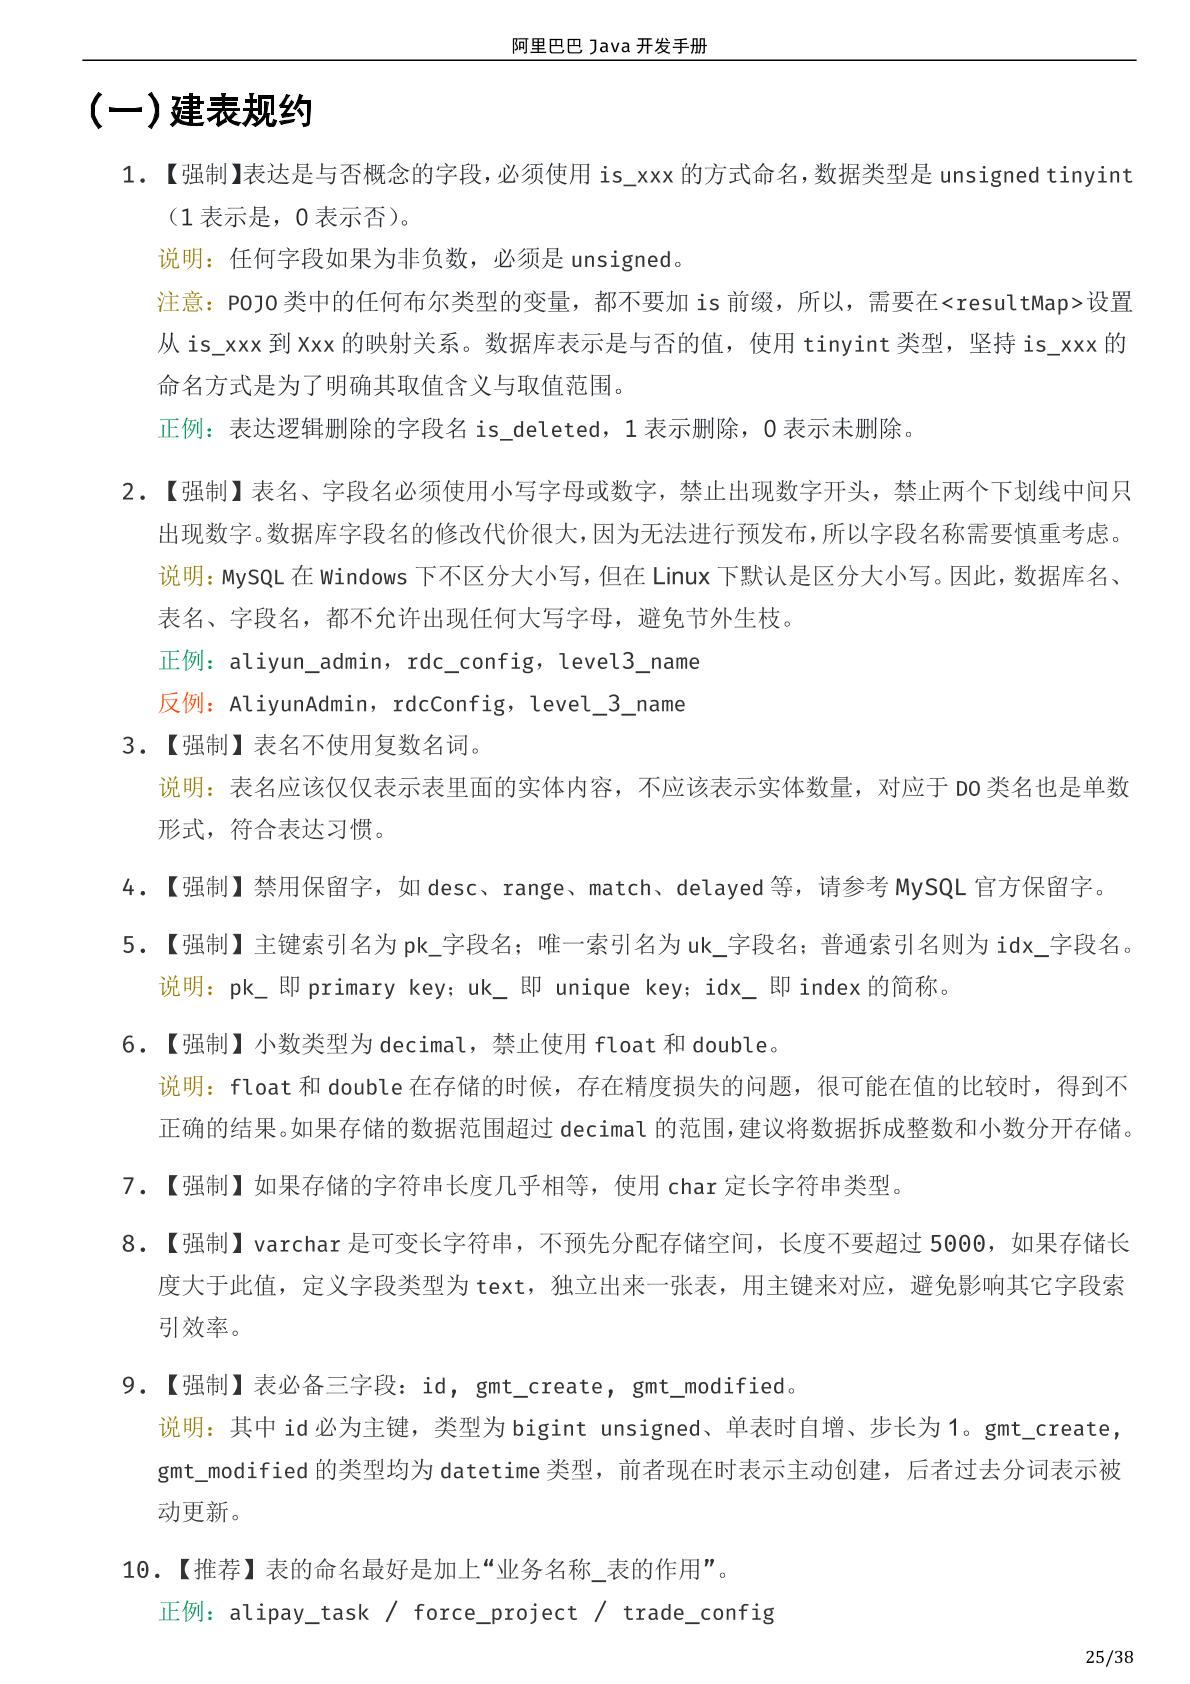 阿里巴巴 Java 开发手册
(一)建表规约
1. 【强制】表达是与否概念的字段，必须使用 is_xxx 的方式命名，数据类型是 unsigned tinyint
（1 表示是，0 表示否）。
说明：任何字段如果为非负数，必须是 unsigned。
注意：POJO 类中的任何布尔类型的变量，都不要加 is 前缀，所以，需要在<resultMap>设置
从 is_xxx 到 Xxx 的映射关系。数据库表示是与否的值，使用 tinyint 类型，坚持 is_xxx 的
命名方式是为了明确其取值含义与取值范围。
正例：表达逻辑删除的字段名 is_deleted，1 表示删除，0 表示未删除。
2. 【强制】表名、字段名必须使用小写字母或数字，禁止出现数字开头，禁止两个下划线中间只
出现数字。数据库字段名的修改代价很大，因为无法进行预发布，所以字段名称需要慎重考虑。
说明：MySQL 在 Windows 下不区分大小写，但在 Linux 下默认是区分大小写。因此，数据库名、
表名、字段名，都不允许出现任何大写字母，避免节外生枝。
正例：aliyun_admin，rdc_config，level3_name
反例：AliyunAdmin，rdcConfig，level_3_name
3. 【强制】表名不使用复数名词。
说明：表名应该仅仅表示表里面的实体内容，不应该表示实体数量，对应于 DO 类名也是单数
形式，符合表达习惯。
4. 【强制】禁用保留字，如 desc、range、match、delayed 等，请参考 MySQL 官方保留字。
5. 【强制】主键索引名为 pk_字段名；唯一索引名为 uk_字段名；普通索引名则为 idx_字段名。
说明：pk_ 即 primary key；uk_ 即 unique key；idx_ 即 index 的简称。
6. 【强制】小数类型为 decimal，禁止使用 float 和 double。
说明：float 和 double 在存储的时候，存在精度损失的问题，很可能在值的比较时，得到不
正确的结果。如果存储的数据范围超过 decimal 的范围，建议将数据拆成整数和小数分开存储。
7. 【强制】如果存储的字符串长度几乎相等，使用 char 定长字符串类型。
8. 【强制】varchar 是可变长字符串，不预先分配存储空间，长度不要超过 5000，如果存储长
度大于此值，定义字段类型为 text，独立出来一张表，用主键来对应，避免影响其它字段索
引效率。
9. 【强制】表必备三字段：id, gmt_create, gmt_modified。
说明：其中 id 必为主键，类型为 bigint unsigned、单表时自增、步长为 1。gmt_create,
gmt_modified 的类型均为 datetime 类型，前者现在时表示主动创建，后者过去分词表示被
动更新。
10. 【推荐】表的命名最好是加上“业务名称_表的作用”。
正例：alipay_task / force_project / trade_config
25/38